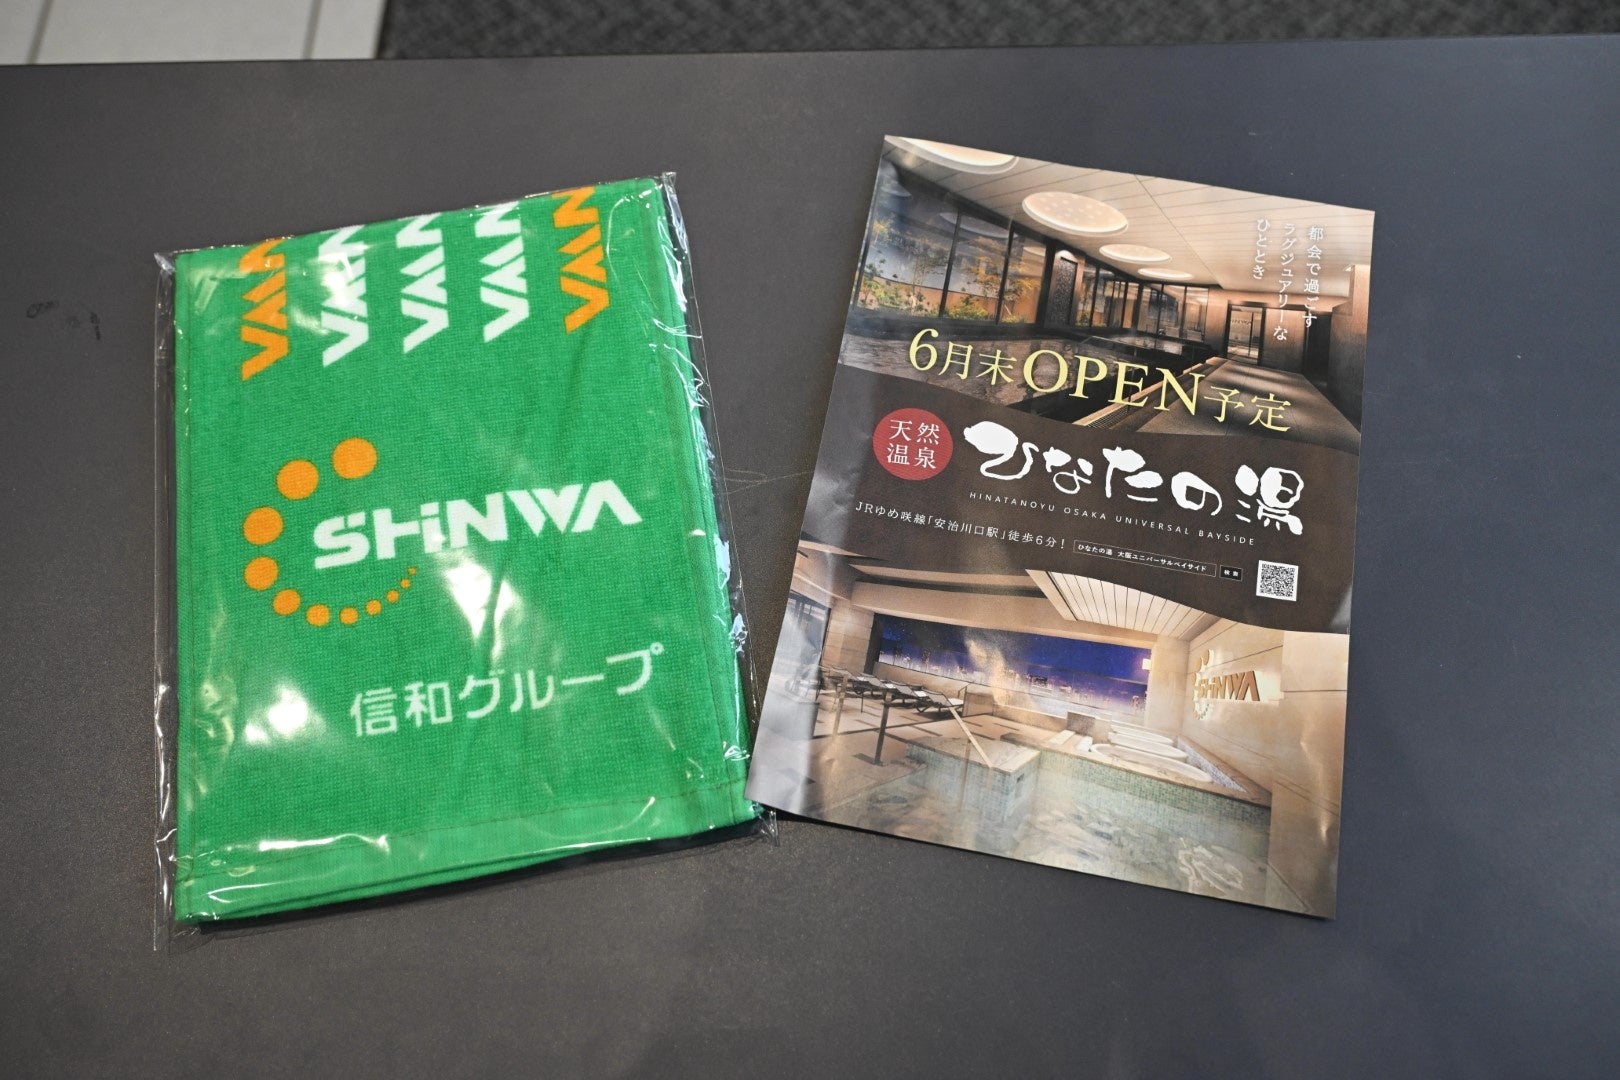 SHiNWA
信和グループ
都会で過ごす
ラグジュアリーな
ひととき
6月末OPEN予定
天然
温泉
ひなたの湯
HINATANOYU OSAKA UNIVERSAL BAYSIDE
JRゆめ咲線「安治川口駅」徒歩6分!
ひなたの湯 大阪ユニバーサルベイサイド
検索
SHiNWA